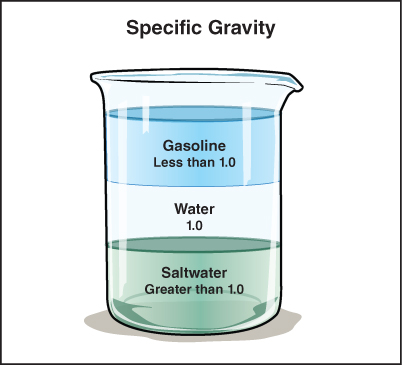 Specific Gravity
Gasoline
Less than 1.0
Water
1.0
Saltwater
Greater than 1.0